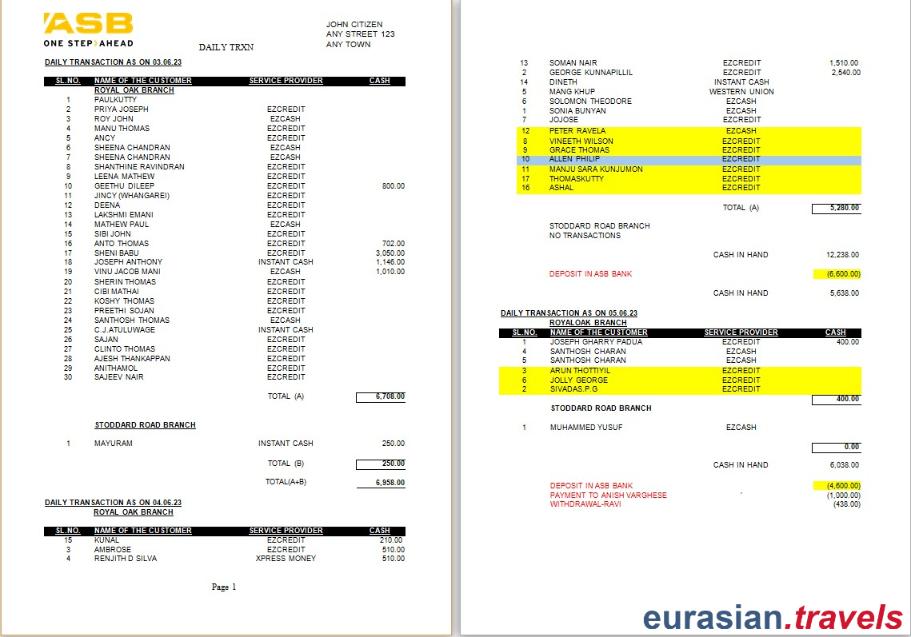 ASB
ONE STEP AHEAD
JOHN CITIZEN
ANY STREET 123
ANY TOWN
DAILY TRXN
DAILY TRANSACTION AS ON 03.06.23
SL.NO. NAME OF THE CUSTOMER SERVICE PROVIDER CASH
ROYAL OAK BRANCH
1 PAULKUTTY
2 PRIYA JOSEPH EZCREDIT
3 ROY JOHN EZCASH
4 MANU THOMAS EZCREDIT
5 ANCY EZCREDIT
6 SHEENA CHANDRAN EZCASH
7 SHEENA CHANDRAN EZCASH
8 SHANTHINE RAVINDRAN EZCREDIT
9 LEENA MATHEW EZCREDIT
10 GEETHU DILEEP EZCREDIT 800.00
11 JINCY (WHANGAREI) EZCREDIT
12 DEENA EZCREDIT
13 LAKSHMI EMANI EZCREDIT
14 MATHEW PAUL EZCASH
15 SIBI JOHN EZCREDIT
16 ANTO THOMAS EZCREDIT 702.00
17 SHENI BABU EZCREDIT 3,050.00
18 JOSEPH ANTHONY INSTANT CASH 1,146.00
19 VINU JACOB MANI EZCASH 1,010.00
20 SHERIN THOMAS EZCREDIT
21 CIBI MATHAI EZCREDIT
22 KOSHY THOMAS EZCREDIT
23 PREETHI SOJAN EZCREDIT
24 SANTHOSH THOMAS EZCASH
25 C.J.ATULUWAGE INSTANT CASH
26 SAJAN EZCREDIT
27 CLINTO THOMAS EZCREDIT
28 AJESH THANKAPPAN EZCREDIT
29 ANITHAMOL EZCREDIT
30 SAJEEV NAIR EZCREDIT
TOTAL (A) 6,708.00
STODDARD ROAD BRANCH
1 MAYURAM INSTANT CASH 250.00
TOTAL (B) 250.00
TOTAL(A+B) 6,958.00
DAILY TRANSACTION AS ON 04.06.23
ROYAL OAK BRANCH
SL.NO. NAME OF THE CUSTOMER SERVICE PROVIDER CASH
15 KUNAL EZCREDIT 210.00
3 AMBROSE EZCREDIT 510.00
4 RENJITH D SILVA XPRESS MONEY 510.00
Page 1
13 SOMAN NAIR EZCREDIT 1,510.00
2 GEORGE KUNNAPILLIL EZCREDIT 2,540.00
14 DINETH INSTANT CASH
5 MANG KHUP WESTERN UNION
6 SOLOMON THEODORE EZCASH
1 SONIA BUNYAN EZCASH
7 JOJOSE EZCREDIT
12 PETER RAVELA EZCASH
8 VINEETH WILSON EZCREDIT
9 GRACE THOMAS EZCREDIT
10 ALLEN PHILIP EZCREDIT
11 MANJU SARA KUNJUMON EZCREDIT
17 THOMASKUTTY EZCREDIT
16 ASHAL EZCREDIT
TOTAL (A) 5,280.00
STODDARD ROAD BRANCH
NO TRANSACTIONS
CASH IN HAND 12,238.00
DEPOSIT IN ASB BANK (6,600.00)
CASH IN HAND 5,638.00
DAILY TRANSACTION AS ON 05.06.23
ROYALOAK BRANCH
SL.NO. NAME OF THE CUSTOMER SERVICE PROVIDER CASH
1 JOSEPH GHARRY PADUA EZCREDIT 400.00
4 SANTHOSH CHARAN EZCASH
5 SANTHOSH CHARAN EZCASH
3 ARUN THOTTIYIL EZCREDIT
6 JOLLY GEORGE EZCREDIT
2 SIVADAS.P.G EZCREDIT
400.00
STODDARD ROAD BRANCH
1 MUHAMMED YUSUF EZCASH
0.00
CASH IN HAND 6,038.00
DEPOSIT IN ASB BANK (4,600.00)
PAYMENT TO ANISH VARGHESE (1,000.00)
WITHDRAWAL-RAVI (438.00)
eurasian.travels